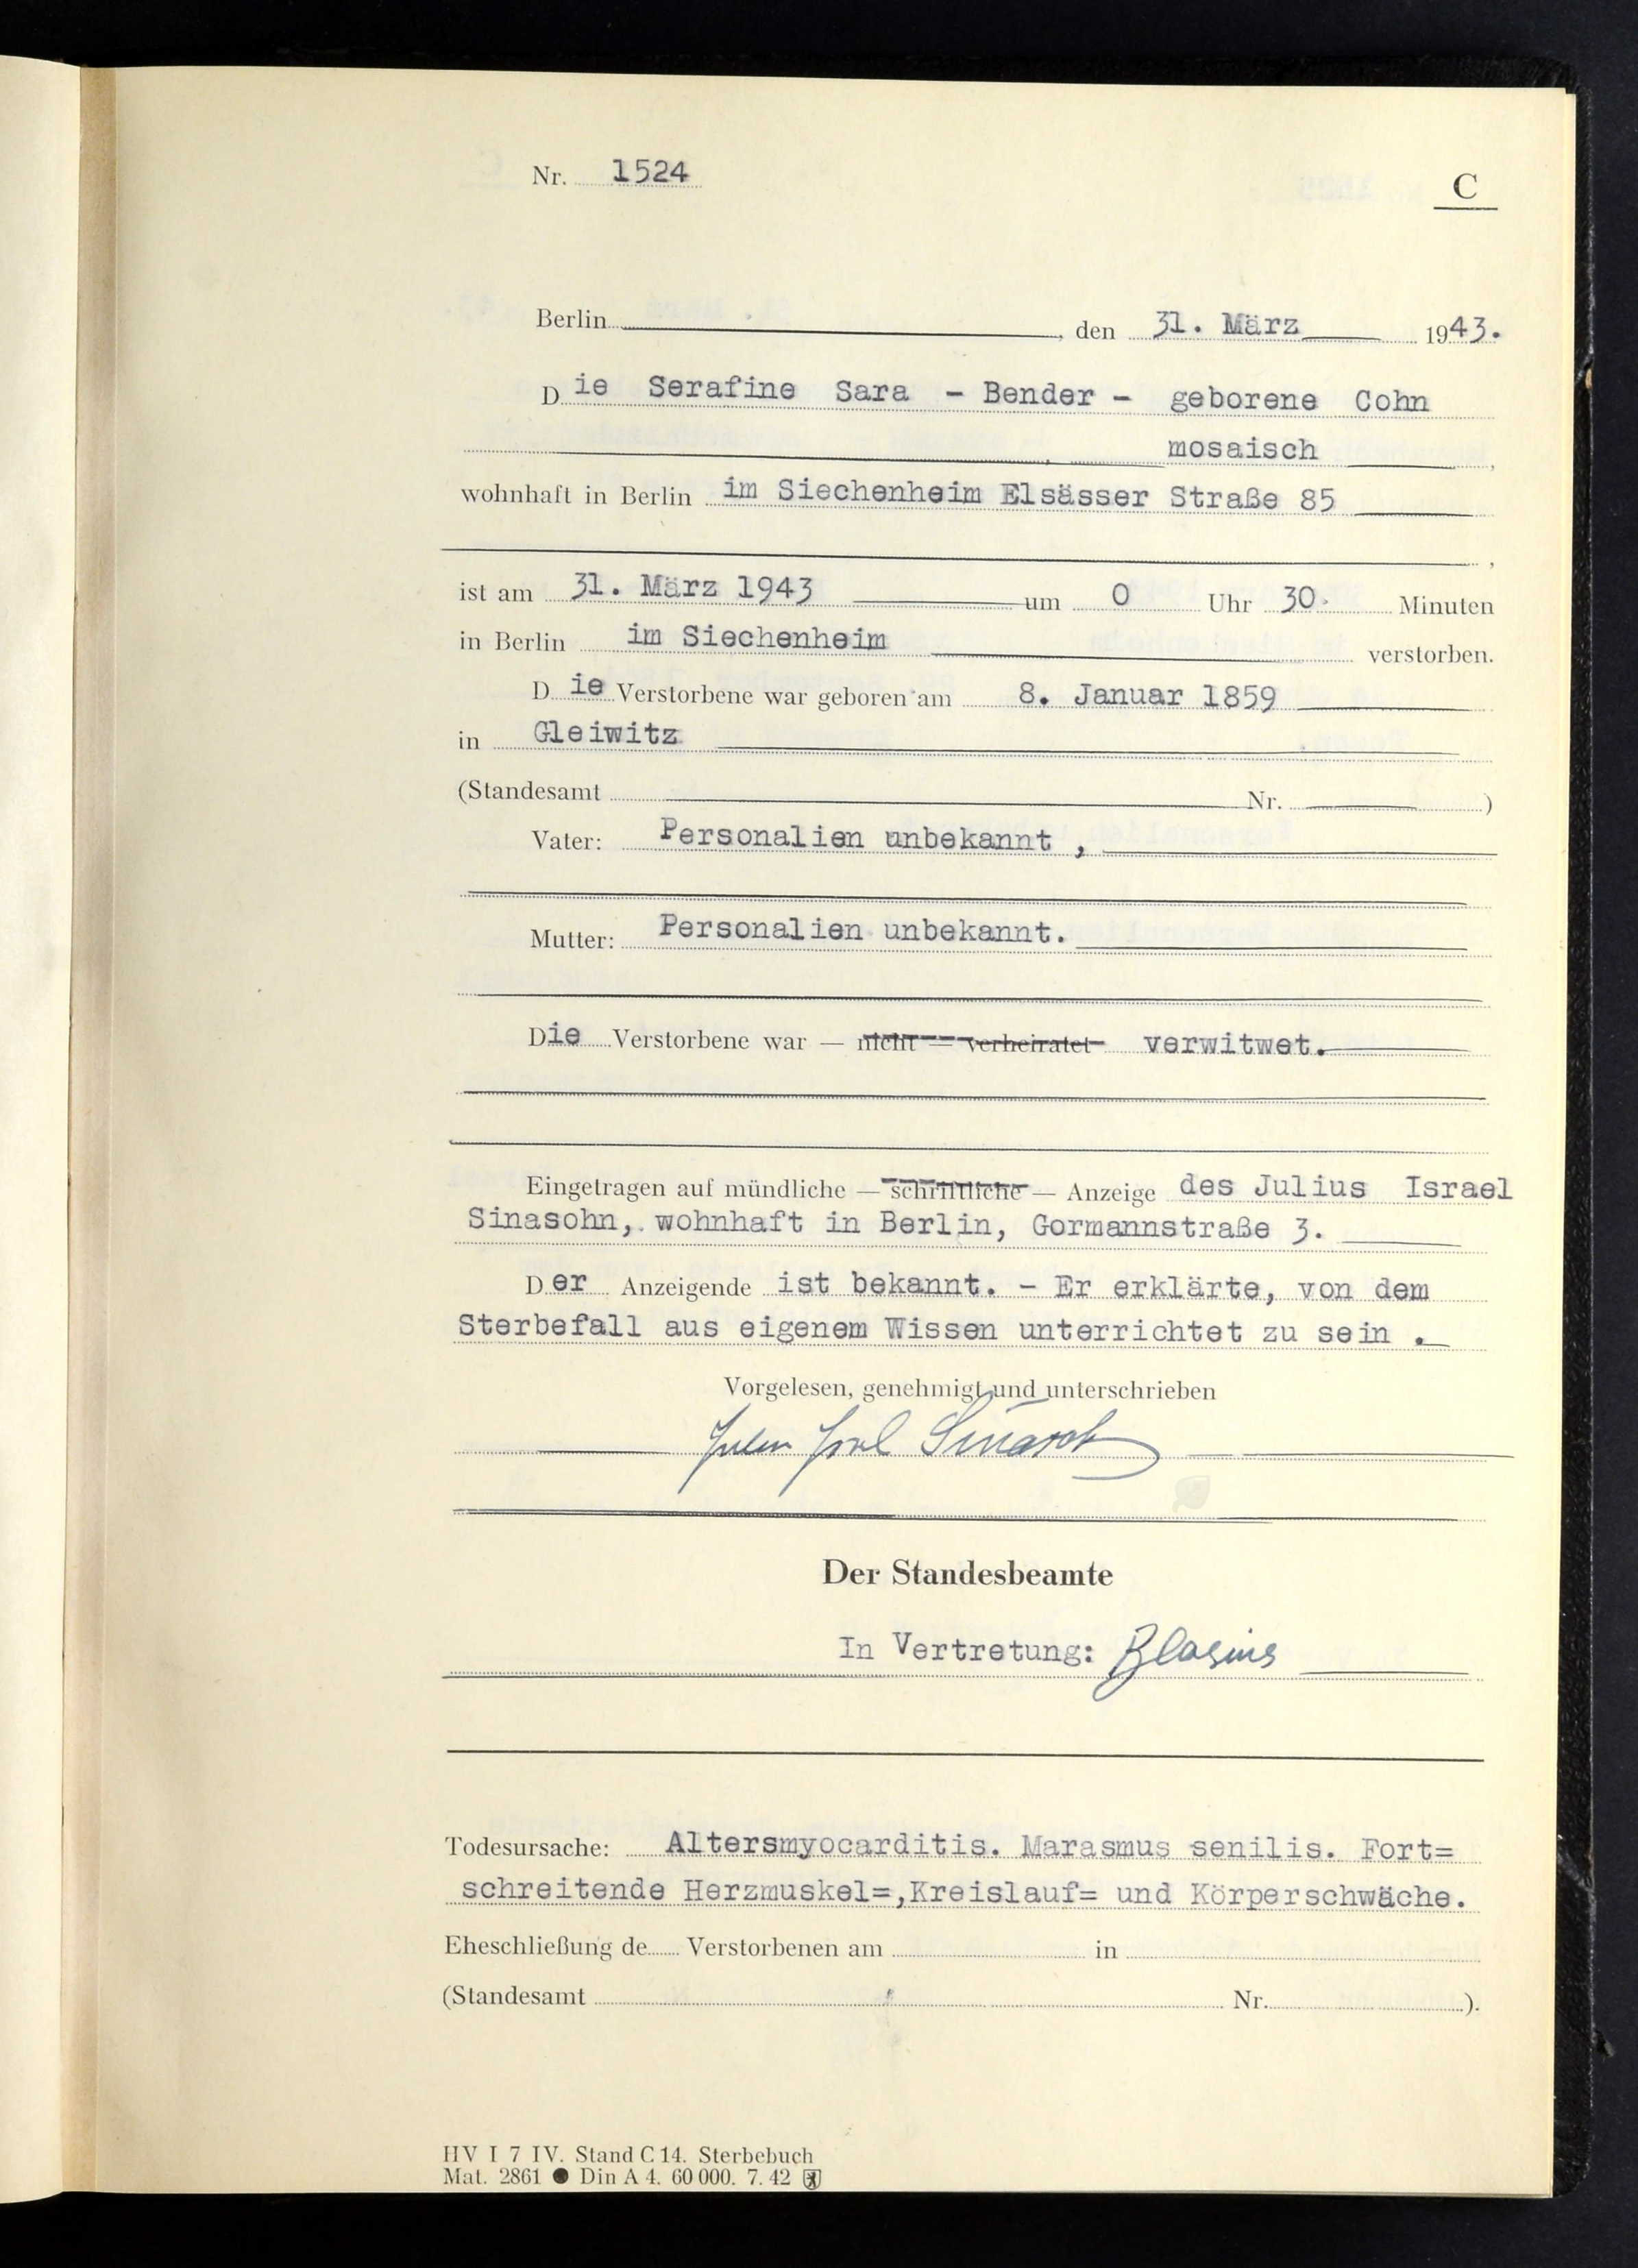 Nr. 1524
C
Berlin, den 31. März 1943.
Die Serafine Sara - Bender - geborene Cohn
mosaisch,
wohnhaft in Berlin im Siechenheim Elsässer Straße 85
,
ist am 31. März 1943 um 0 Uhr 30 Minuten
in Berlin im Siechenheim verstorben.
Die Verstorbene war geboren am 8. Januar 1859
in Gleiwitz
(Standesamt Nr. )
Vater: Personalien unbekannt ,
Mutter: Personalien unbekannt.
Die Verstorbene war — nicht — verheiratet verwitwet.
Eingetragen auf mündliche — schriftliche — Anzeige des Julius Israel
Sinasohn, wohnhaft in Berlin, Gormannstraße 3.
Der Anzeigende ist bekannt. - Er erklärte, von dem
Sterbefall aus eigenem Wissen unterrichtet zu sein .
Vorgelesen, genehmigt und unterschrieben
Julius Israel Sinasohn
Der Standesbeamte
In Vertretung: Blasius
Todesursache: Altersmyocarditis. Marasmus senilis. Fort=
schreitende Herzmuskel=,Kreislauf= und Körperschwäche.
Eheschließung de Verstorbenen am in
(Standesamt Nr. ).
HV I 7 IV. Stand C 14. Sterbebuch
Mat. 2861 ● Din A 4. 60 000. 7. 42